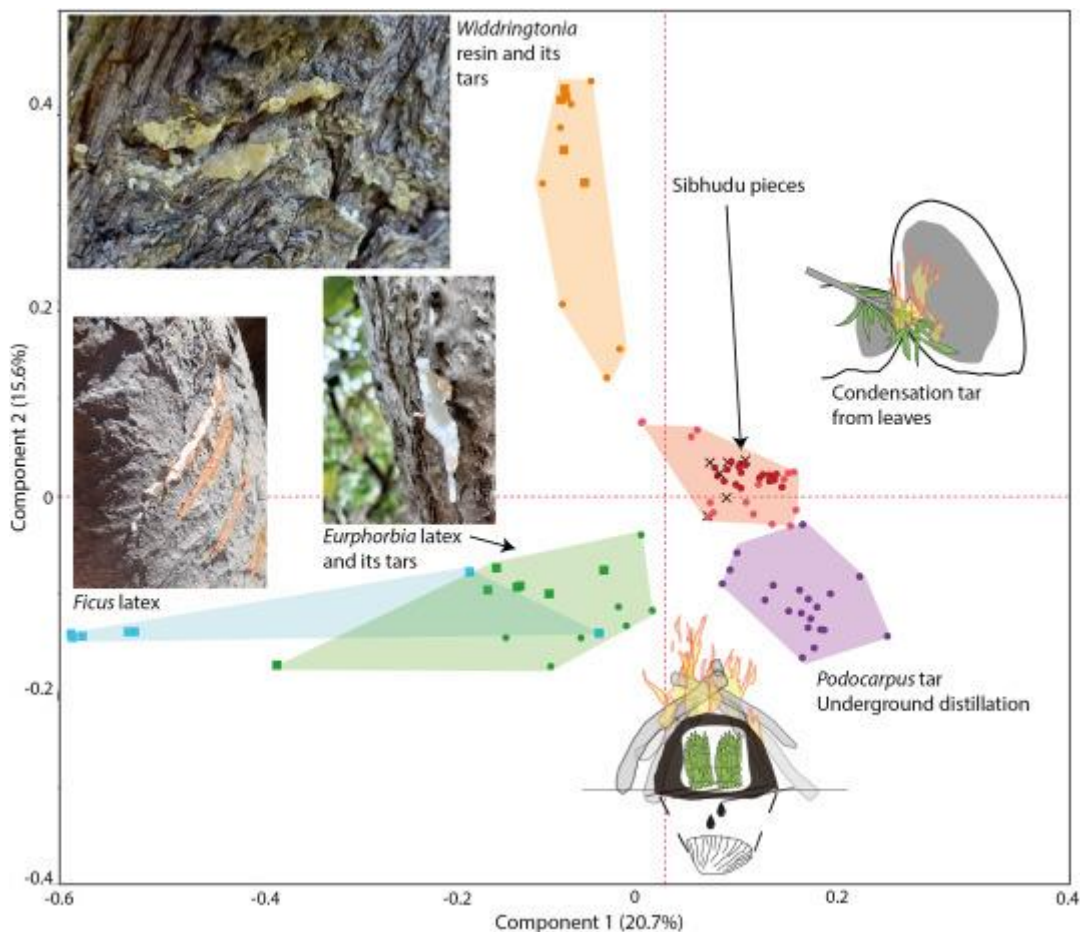 Widdringtonia
resin and its
tars
0.4
Sibhudu pieces
0.2
Condensation tar
from leaves
Component 2 (15.6%)
0
Eurphorbia latex
and its tars
Ficus latex
Podocarpus tar
Underground distillation
-0.2
-0.4
-0.6
-0.4
-0.2
0
0.2
0.4
Component 1 (20.7%)